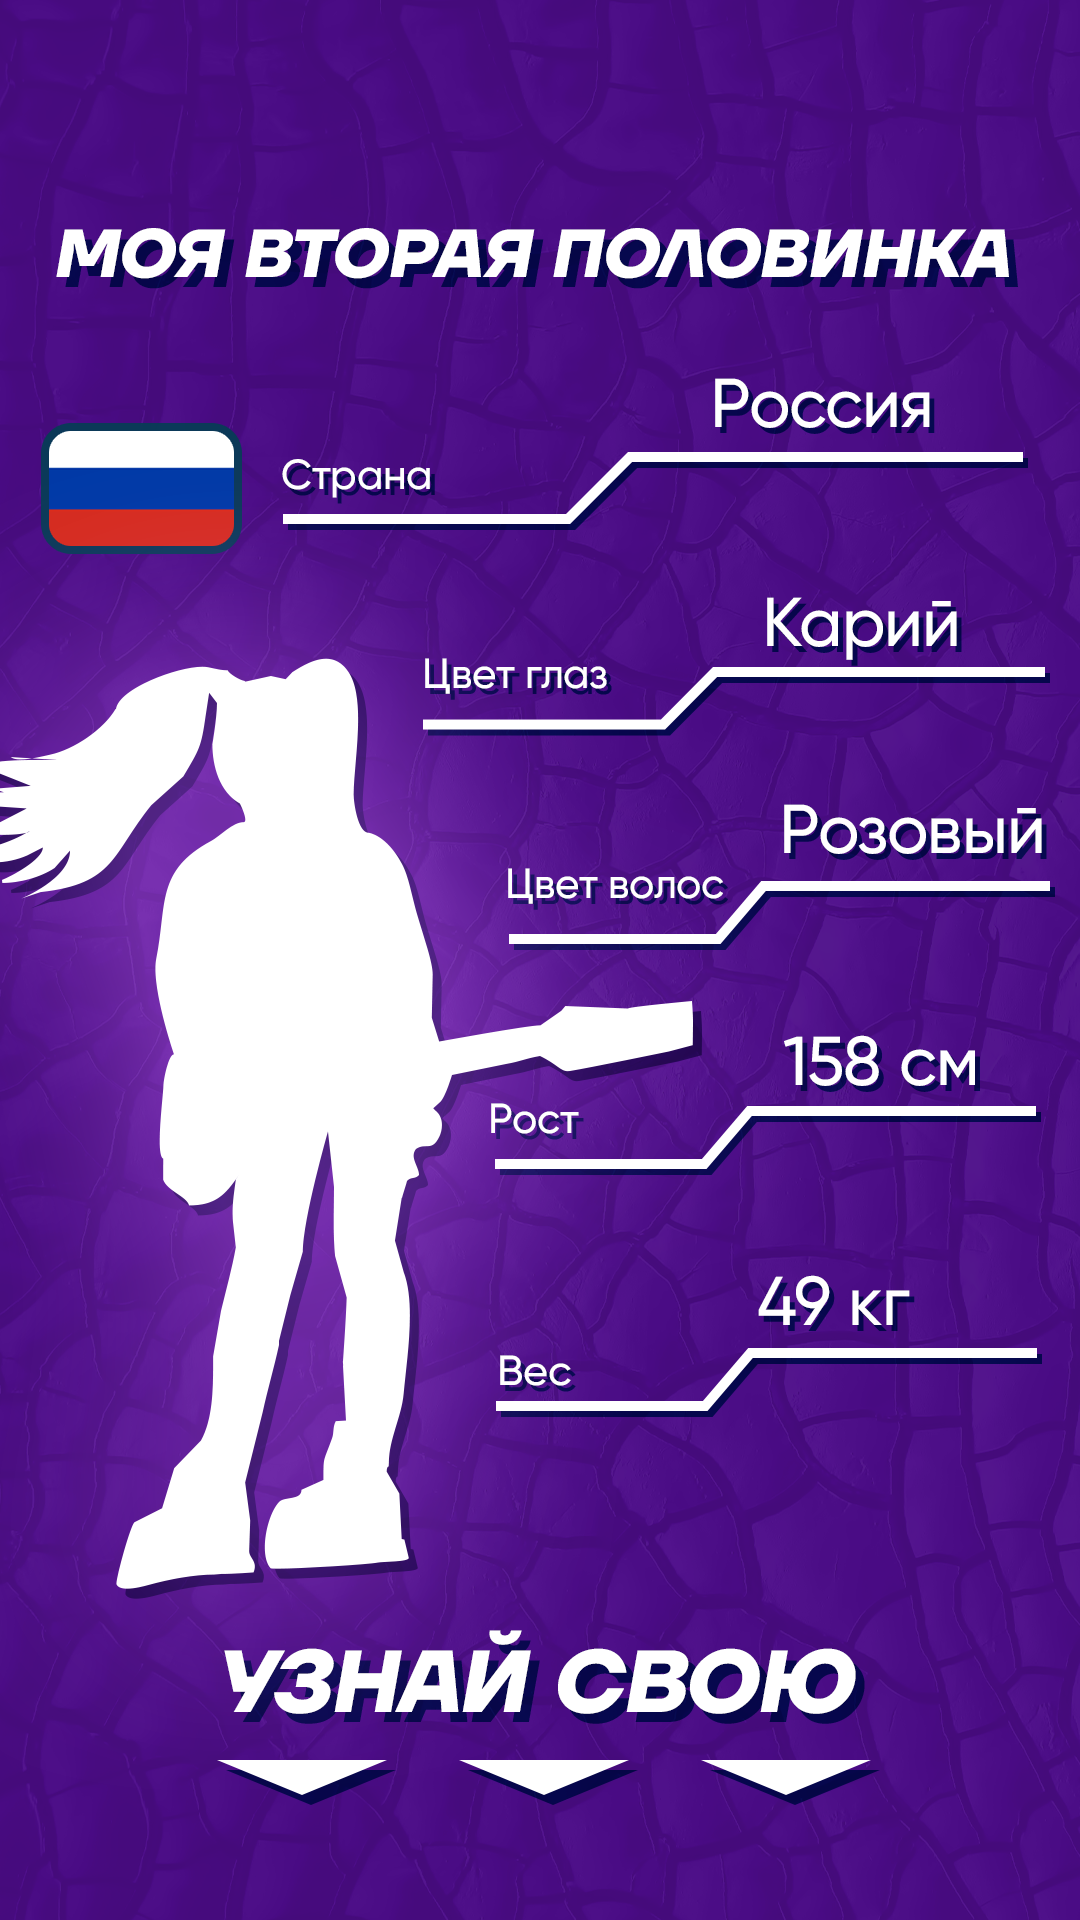 МОЯ ВТОРАЯ ПОЛОВИНКА
Россия
Страна
Карий
Цвет глаз
Розовый
Цвет волос
158 см
Рост
49 кг
Вес
УЗНАЙ СВОЮ